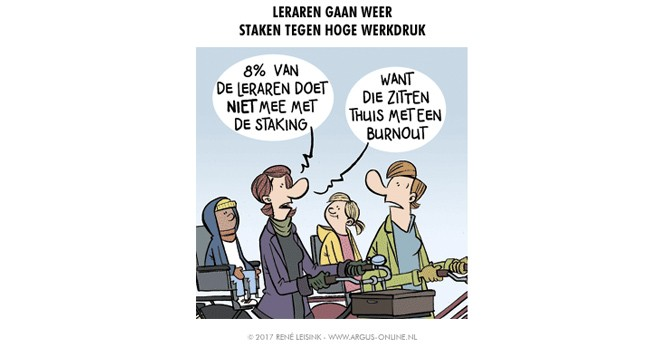 LERAREN GAAN WEER
STAKEN TEGEN HOGE WERKDRUK
8% VAN
DE LERAREN DOET
NIET MEE MET
DE STAKING
WANT
DIE ZITTEN
THUIS MET EEN
BURNOUT
© 2017 RENÉ LEISINK - WWW.ARGUS-ONLINE.NL